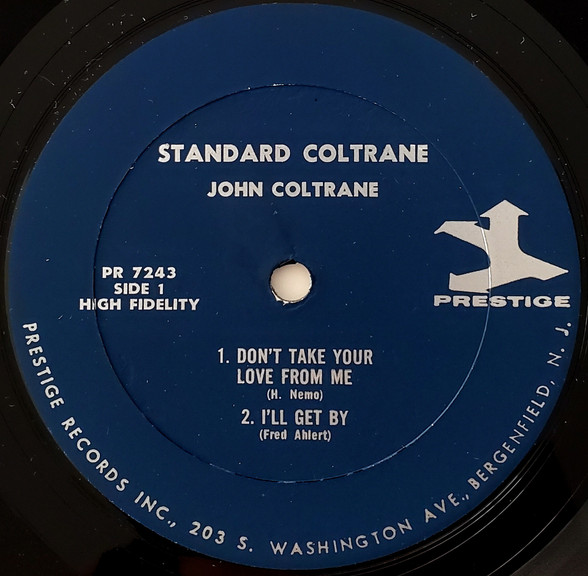 STANDARD COLTRANE
JOHN COLTRANE
PR 7243
SIDE 1
HIGH FIDELITY
PRESTIGE
1. DON'T TAKE YOUR
LOVE FROM ME
(H. Nemo)
2. I'LL GET BY
(Fred Ahlert)
PRESTIGE RECORDS INC., 203 S. WASHINGTON AVE., BERGENFIELD, N. J.